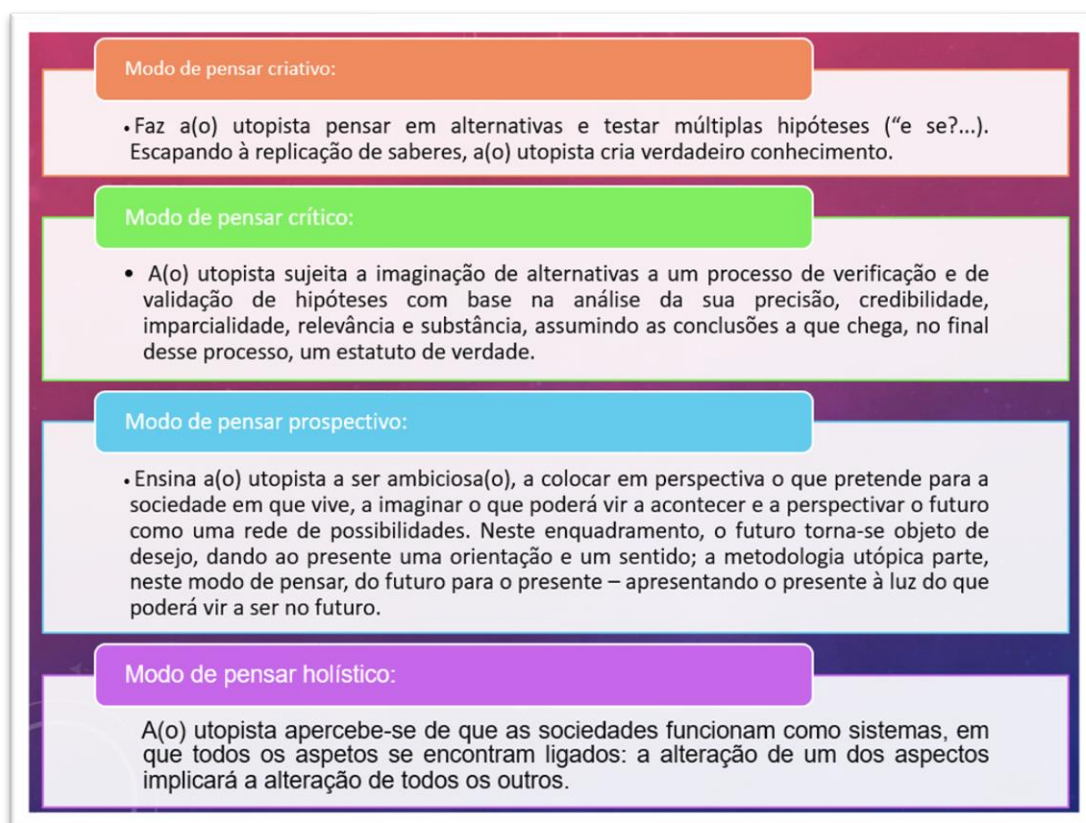 Modo de pensar criativo:
• Faz a(o) utopista pensar em alternativas e testar múltiplas hipóteses (“e se?...).
Escapando à replicação de saberes, a(o) utopista cria verdadeiro conhecimento.
Modo de pensar crítico:
• A(o) utopista sujeita a imaginação de alternativas a um processo de verificação e de
validação de hipóteses com base na análise da sua precisão, credibilidade,
imparcialidade, relevância e substância, assumindo as conclusões a que chega, no final
desse processo, um estatuto de verdade.
Modo de pensar prospectivo:
• Ensina a(o) utopista a ser ambiciosa(o), a colocar em perspectiva o que pretende para a
sociedade em que vive, a imaginar o que poderá vir a acontecer e a perspectivar o futuro
como uma rede de possibilidades. Neste enquadramento, o futuro torna-se objeto de
desejo, dando ao presente uma orientação e um sentido; a metodologia utópica parte,
neste modo de pensar, do futuro para o presente – apresentando o presente à luz do que
poderá vir a ser no futuro.
Modo de pensar holístico:
A(o) utopista apercebe-se de que as sociedades funcionam como sistemas, em
que todos os aspetos se encontram ligados: a alteração de um dos aspectos
implicará a alteração de todos os outros.